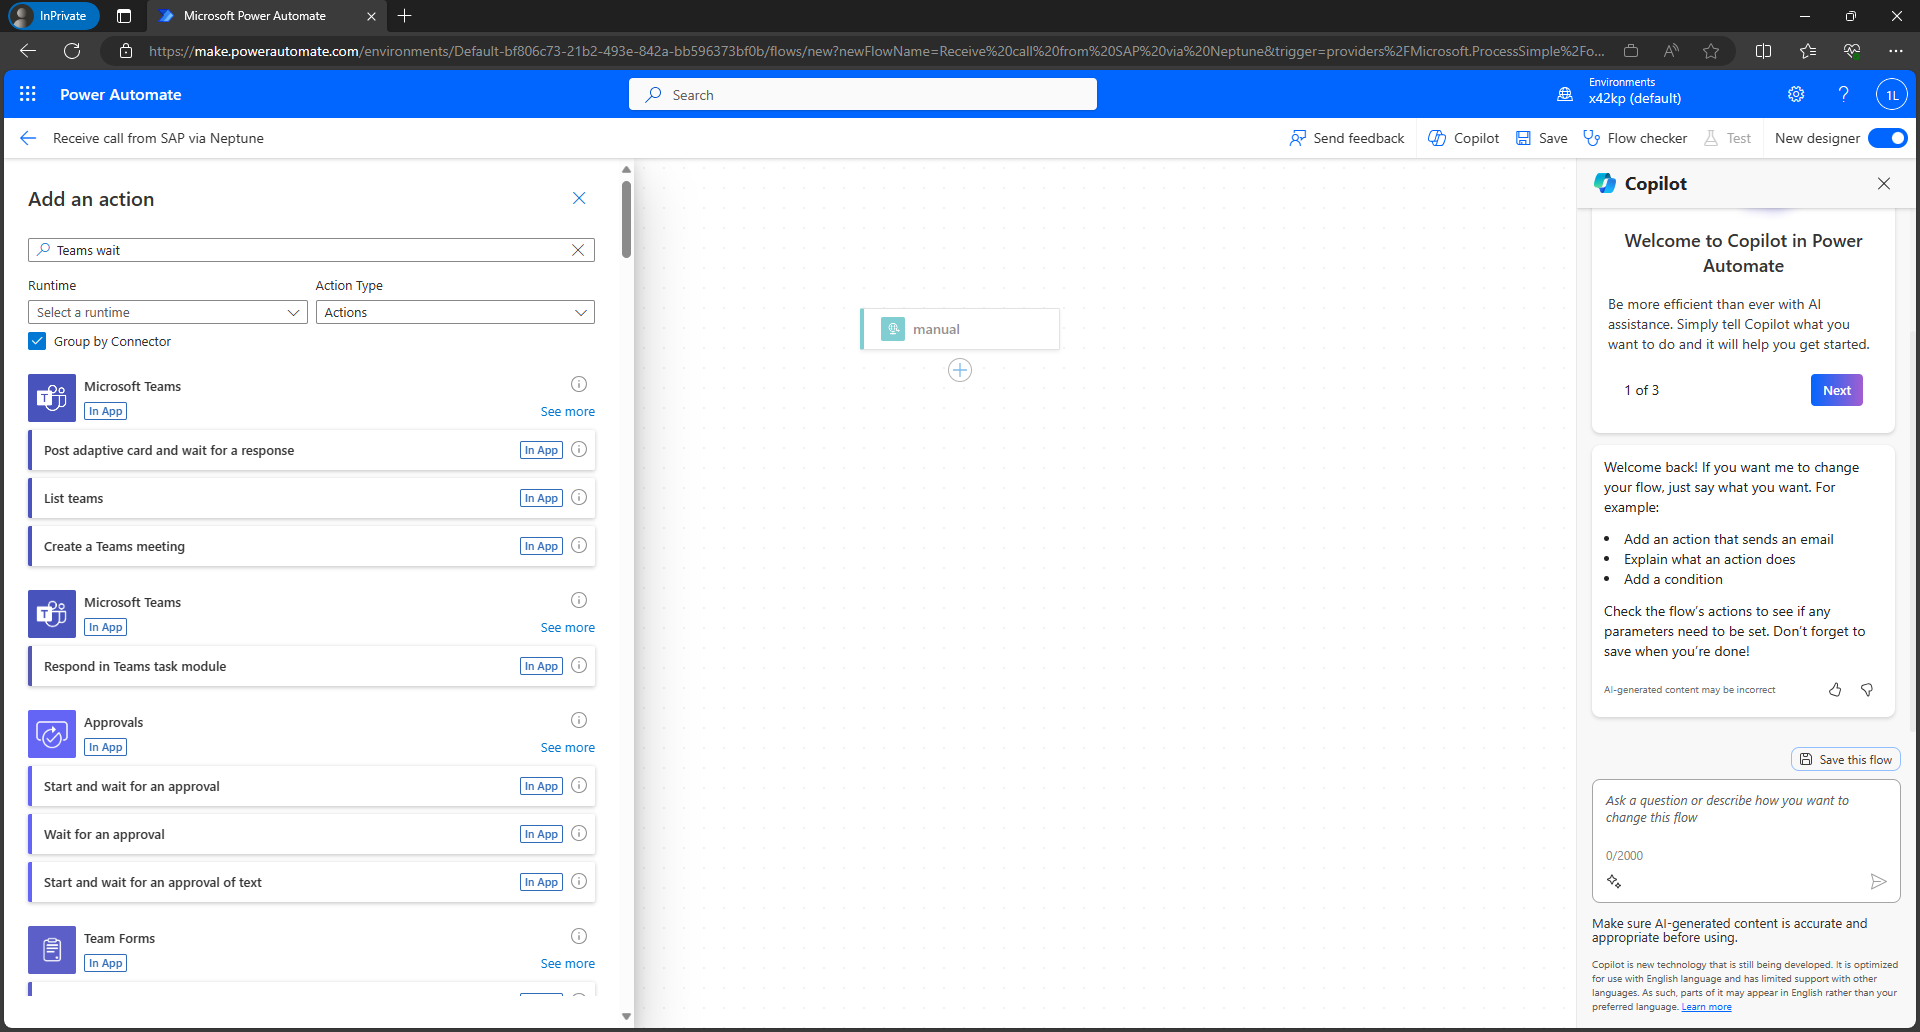 InPrivate
Microsoft Power Automate
https://make.powerautomate.com/environments/Default-bf806c73-21b2-493e-842a-bb596373bf0b/flows/new?newFlowName=Receive%20call%20from%20SAP%20via%20Neptune&trigger=providers%2FMicrosoft.ProcessSimple%2Fo...
Power Automate
Search
Environments
x42kp (default)
1L
Receive call from SAP via Neptune
Send feedback
Copilot
Save
Flow checker
Test
New designer
Add an action
Teams wait
Runtime
Action Type
Select a runtime
Actions
Group by Connector
Microsoft Teams
In App
See more
Post adaptive card and wait for a response
In App
List teams
In App
Create a Teams meeting
In App
Microsoft Teams
In App
See more
Respond in Teams task module
In App
Approvals
In App
See more
Start and wait for an approval
In App
Wait for an approval
In App
Start and wait for an approval of text
In App
Team Forms
In App
See more
manual
Copilot
Welcome to Copilot in Power
Automate
Be more efficient than ever with AI
assistance. Simply tell Copilot what you
want to do and it will help you get started.
1 of 3
Next
Welcome back! If you want me to change
your flow, just say what you want. For
example:
• Add an action that sends an email
• Explain what an action does
• Add a condition
Check the flow's actions to see if any
parameters need to be set. Don't forget to
save when you're done!
AI-generated content may be incorrect
Save this flow
Ask a question or describe how you want to
change this flow
0/2000
Make sure AI-generated content is accurate and
appropriate before using.
Copilot is new technology that is still being developed. It is optimized
for use with English language and has limited support with other
languages. As such, parts of it may appear in English rather than your
preferred language. Learn more